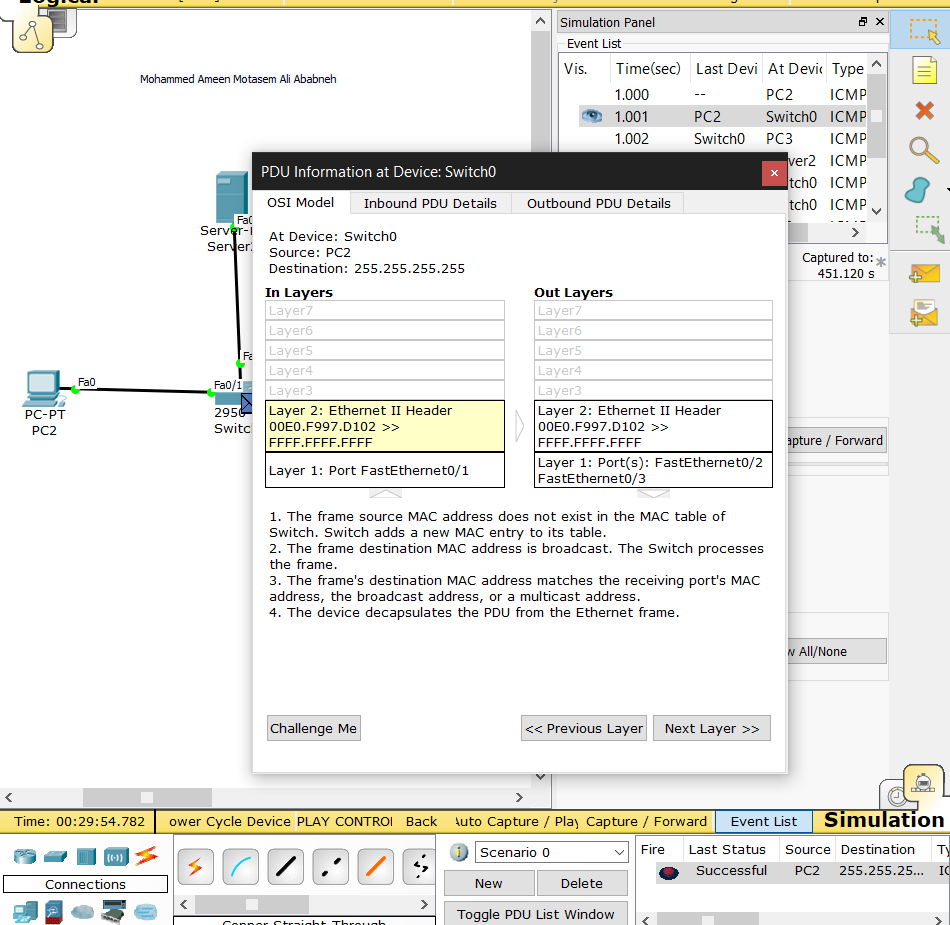 Logical
Mohammed Ameen Motasem Ali Ababneh
Simulation Panel
Event List
Vis. Time(sec) Last Devi At Devic Type
1.000 -- PC2 ICMP
1.001 PC2 Switch0 ICMP
1.002 Switch0 PC3 ICMP
ver2 ICMP
tch0 ICMP
tch0 ICMP
Captured to:
451.120 s
Server-
Server
Fa0
Fa0
PC-PT
PC2
Fa0/1
Fa
2950
Switc
PDU Information at Device: Switch0
OSI Model Inbound PDU Details Outbound PDU Details
At Device: Switch0
Source: PC2
Destination: 255.255.255.255
In Layers
Layer7
Layer6
Layer5
Layer4
Layer3
Layer 2: Ethernet II Header
00E0.F997.D102 >>
FFFF.FFFF.FFFF
Layer 1: Port FastEthernet0/1
Out Layers
Layer7
Layer6
Layer5
Layer4
Layer3
Layer 2: Ethernet II Header
00E0.F997.D102 >>
FFFF.FFFF.FFFF
Layer 1: Port(s): FastEthernet0/2
FastEthernet0/3
1. The frame source MAC address does not exist in the MAC table of
Switch. Switch adds a new MAC entry to its table.
2. The frame destination MAC address is broadcast. The Switch processes
the frame.
3. The frame's destination MAC address matches the receiving port's MAC
address, the broadcast address, or a multicast address.
4. The device decapsulates the PDU from the Ethernet frame.
Challenge Me << Previous Layer Next Layer >>
apture / Forward
w All/None
Time: 00:29:54.782 ower Cycle Device PLAY CONTROL Back Auto Capture / Play Capture / Forward Event List Simulation
Connections
Copper Straight-Through
Scenario 0
New Delete
Toggle PDU List Window
Fire Last Status Source Destination Ty
Successful PC2 255.255.25... IC